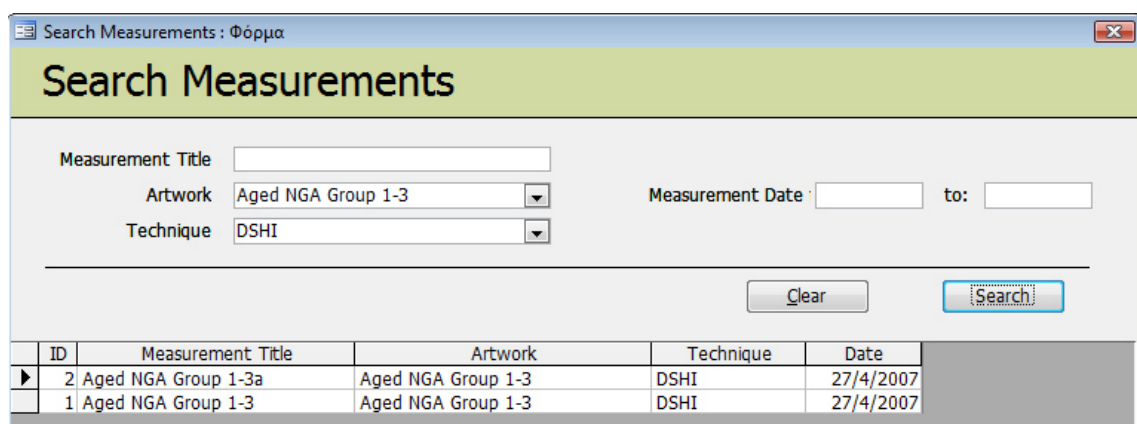 Search Measurements : Φόρμα
Search Measurements
Measurement Title
Artwork Aged NGA Group 1-3 Measurement Date to:
Technique DSHI
Clear Search
ID Measurement Title Artwork Technique Date
2 Aged NGA Group 1-3a Aged NGA Group 1-3 DSHI 27/4/2007
1 Aged NGA Group 1-3 Aged NGA Group 1-3 DSHI 27/4/2007